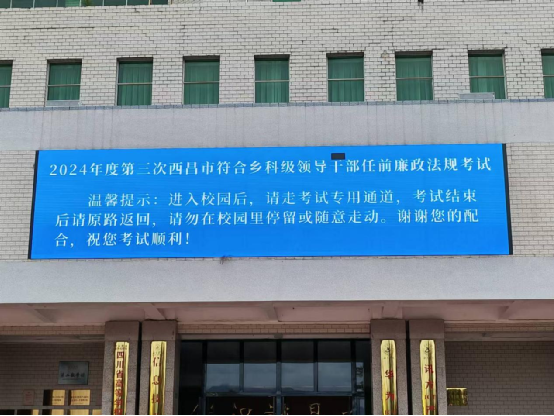 2024年度第三次西昌市符合乡科级领导干部任前廉政法规考试
温馨提示：进入校园后，请走考试专用通道，考试结束
后请原路返回，请勿在校园里停留或随意走动。谢谢您的配
合，祝您考试顺利！